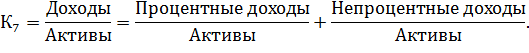 К₇ = Доходы / Активы = Процентные доходы / Активы + Непроцентные доходы / Активы.